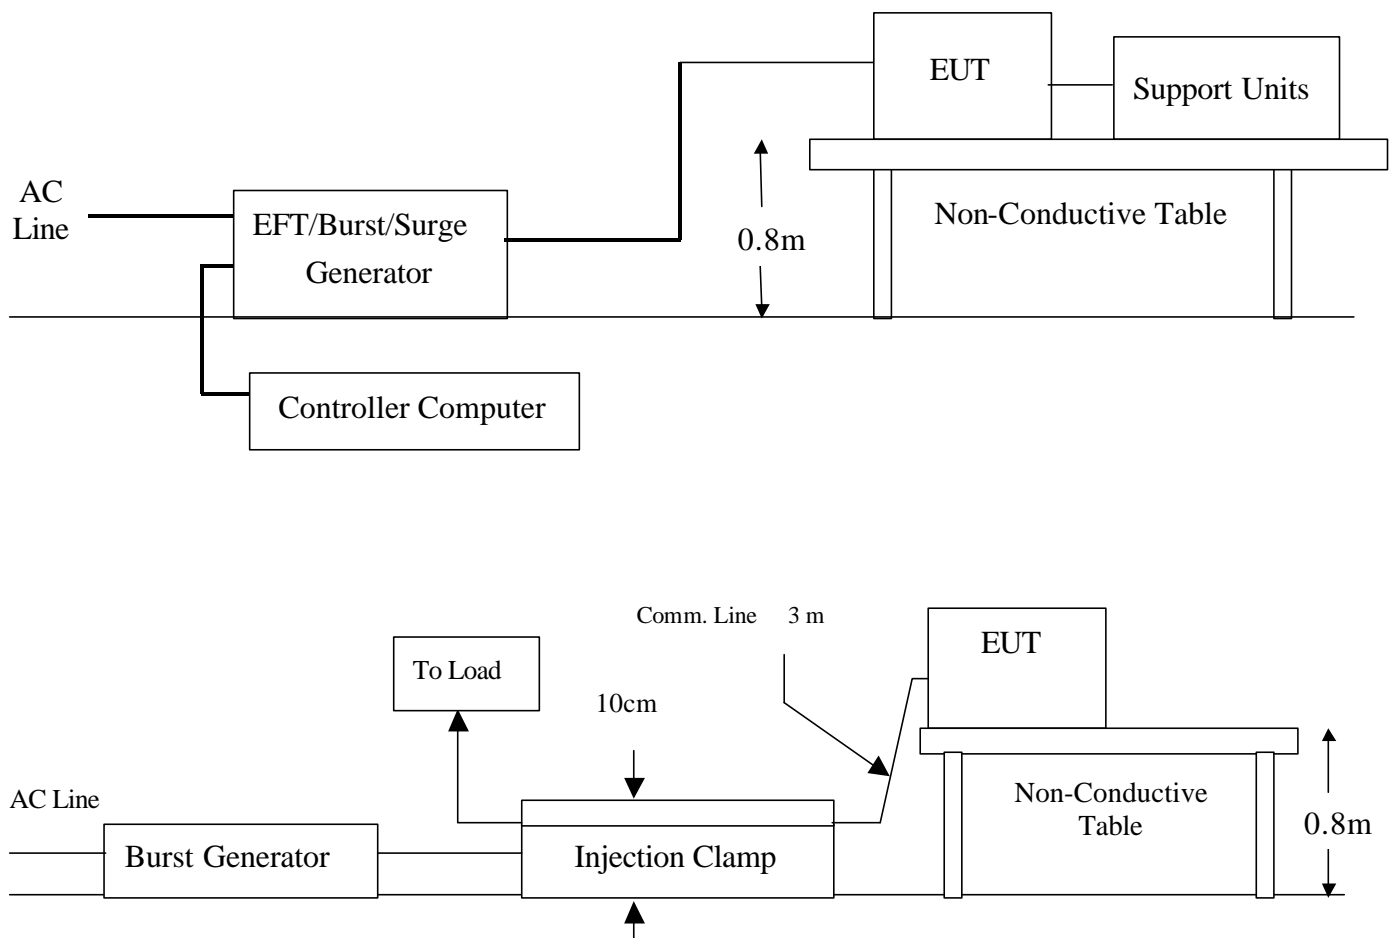 EUT
Support Units
AC
Line
EFT/Burst/Surge
Generator
Non-Conductive Table
0.8m
Controller Computer
Comm. Line 3 m
EUT
To Load
10cm
AC Line
Non-Conductive
Table
0.8m
Burst Generator
Injection Clamp